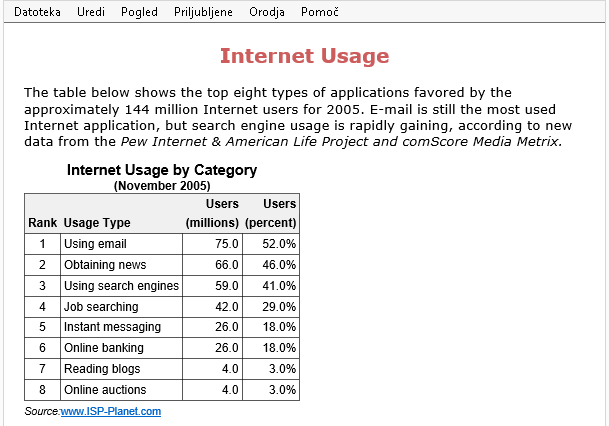 Datoteka Uredi Pogled Priljubljene Orodja Pomoč
Internet Usage
The table below shows the top eight types of applications favored by the
approximately 144 million Internet users for 2005. E-mail is still the most used
Internet application, but search engine usage is rapidly gaining, according to new
data from the Pew Internet & American Life Project and comScore Media Metrix.
Internet Usage by Category
(November 2005)
Users Users
Rank Usage Type (millions) (percent)
1 Using email 75.0 52.0%
2 Obtaining news 66.0 46.0%
3 Using search engines 59.0 41.0%
4 Job searching 42.0 29.0%
5 Instant messaging 26.0 18.0%
6 Online banking 26.0 18.0%
7 Reading blogs 4.0 3.0%
8 Online auctions 4.0 3.0%
Source:www.ISP-Planet.com